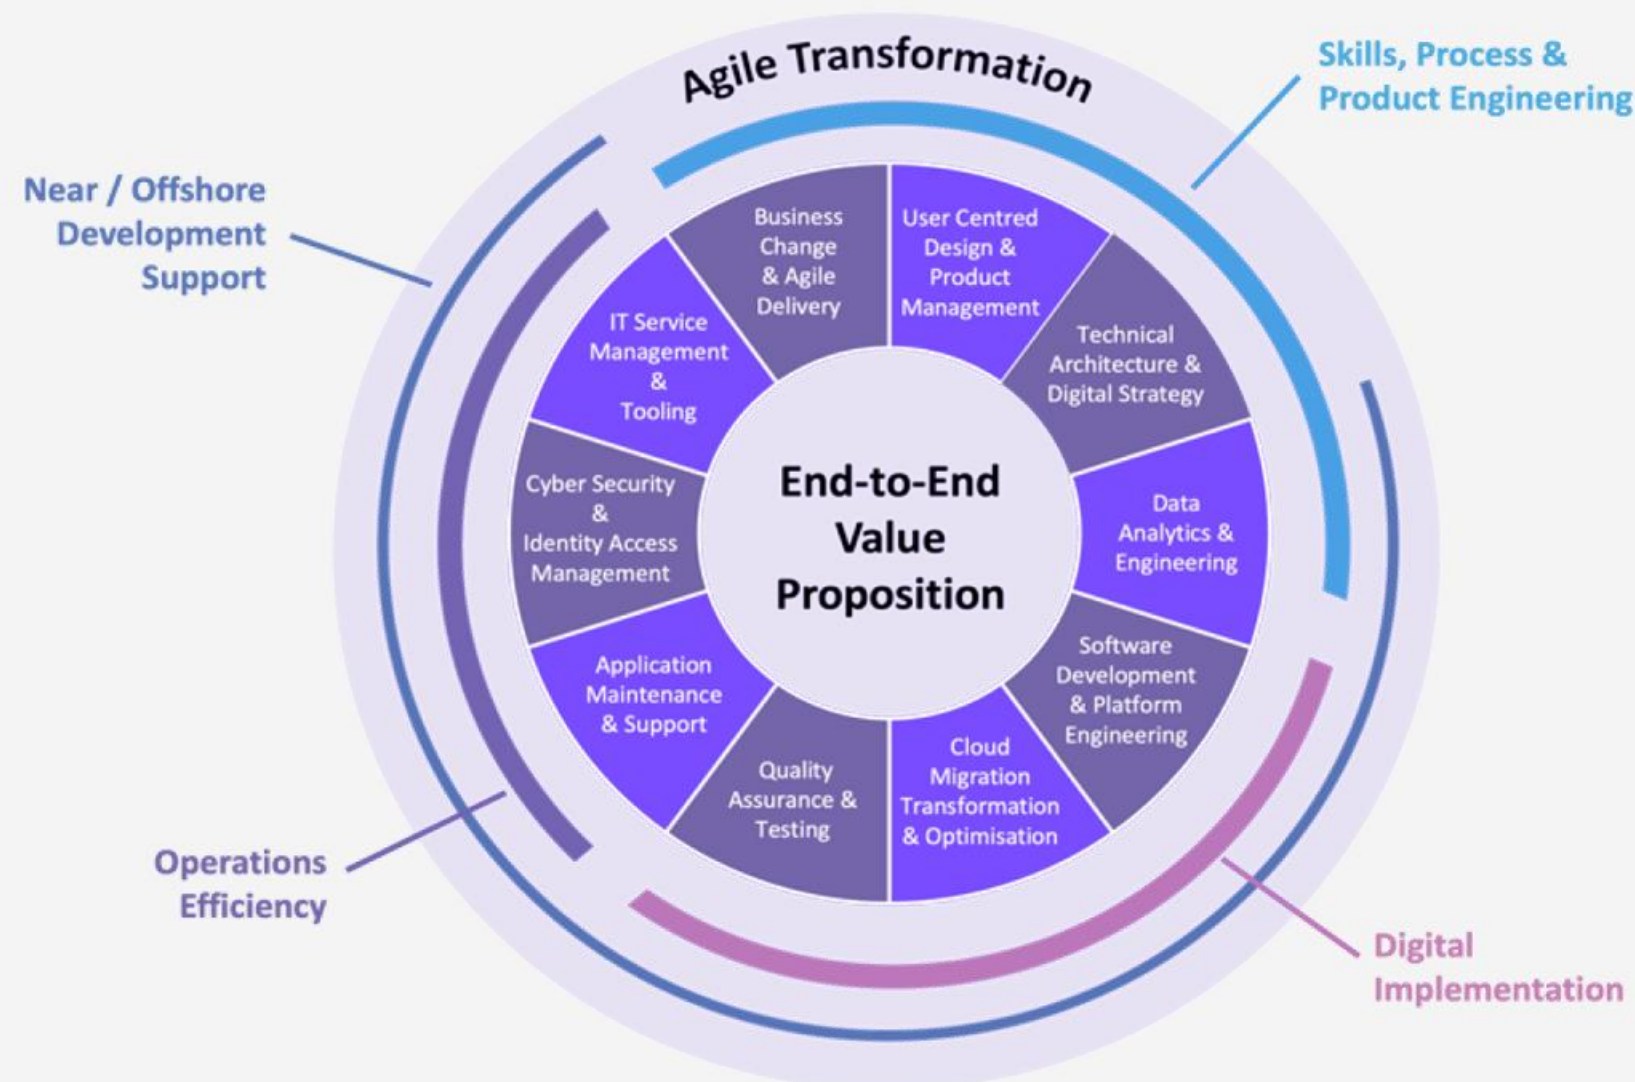 Agile Transformation
Skills, Process &
Product Engineering
Near / Offshore
Development
Support
Business
Change
& Agile
Delivery
User Centred
Design &
Product
Management
Technical
Architecture &
Digital Strategy
Data
Analytics &
Engineering
Software
Development
& Platform
Engineering
Cloud
Migration
Transformation
& Optimisation
Quality
Assurance &
Testing
Application
Maintenance
& Support
Cyber Security
&
Identity Access
Management
IT Service
Management
&
Tooling
End-to-End
Value
Proposition
Operations
Efficiency
Digital
Implementation